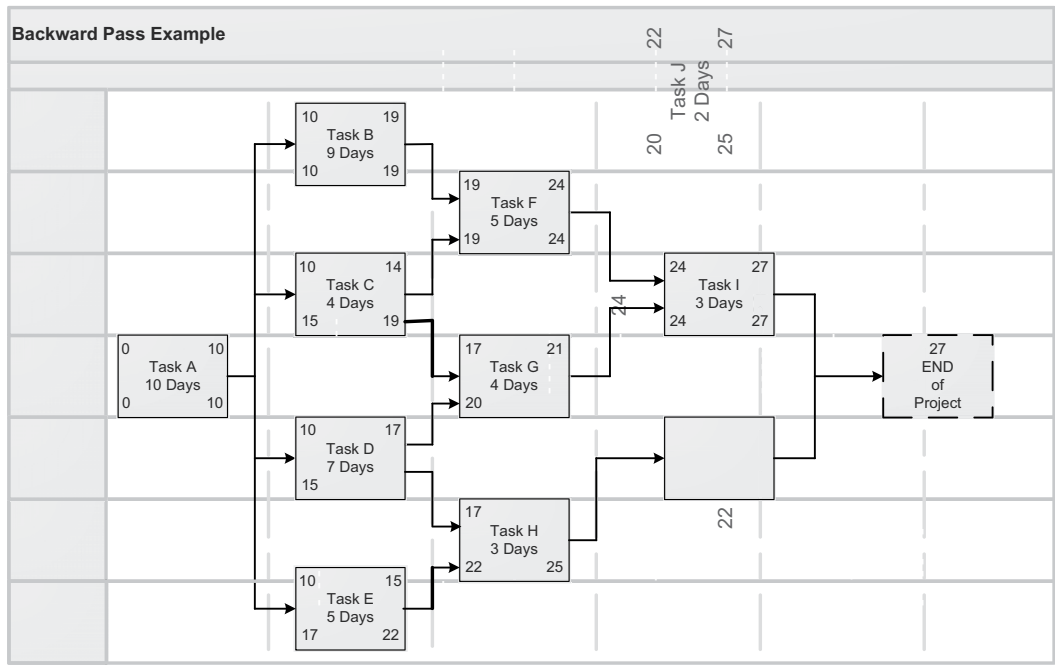 Backward Pass Example
22 27
Task J
2 Days
20 25
10 19
Task B
9 Days
10 19
19 24
Task F
5 Days
19 24
10 14
Task C
4 Days
15 19
24 27
Task I
3 Days
24 27
24
0 10
Task A
10 Days
0 10
17 21
Task G
4 Days
20
27
END
of
Project
10 17
Task D
7 Days
15
17
Task H
3 Days
22 25
22
10 15
Task E
5 Days
17 22